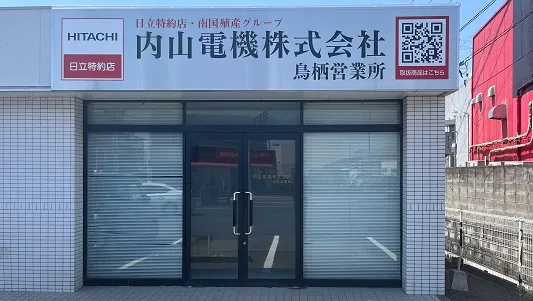 日立特約店・南国殖産グループ
HITACHI
日立特約店
内山電機株式会社
鳥栖営業所
取扱商品はこちら